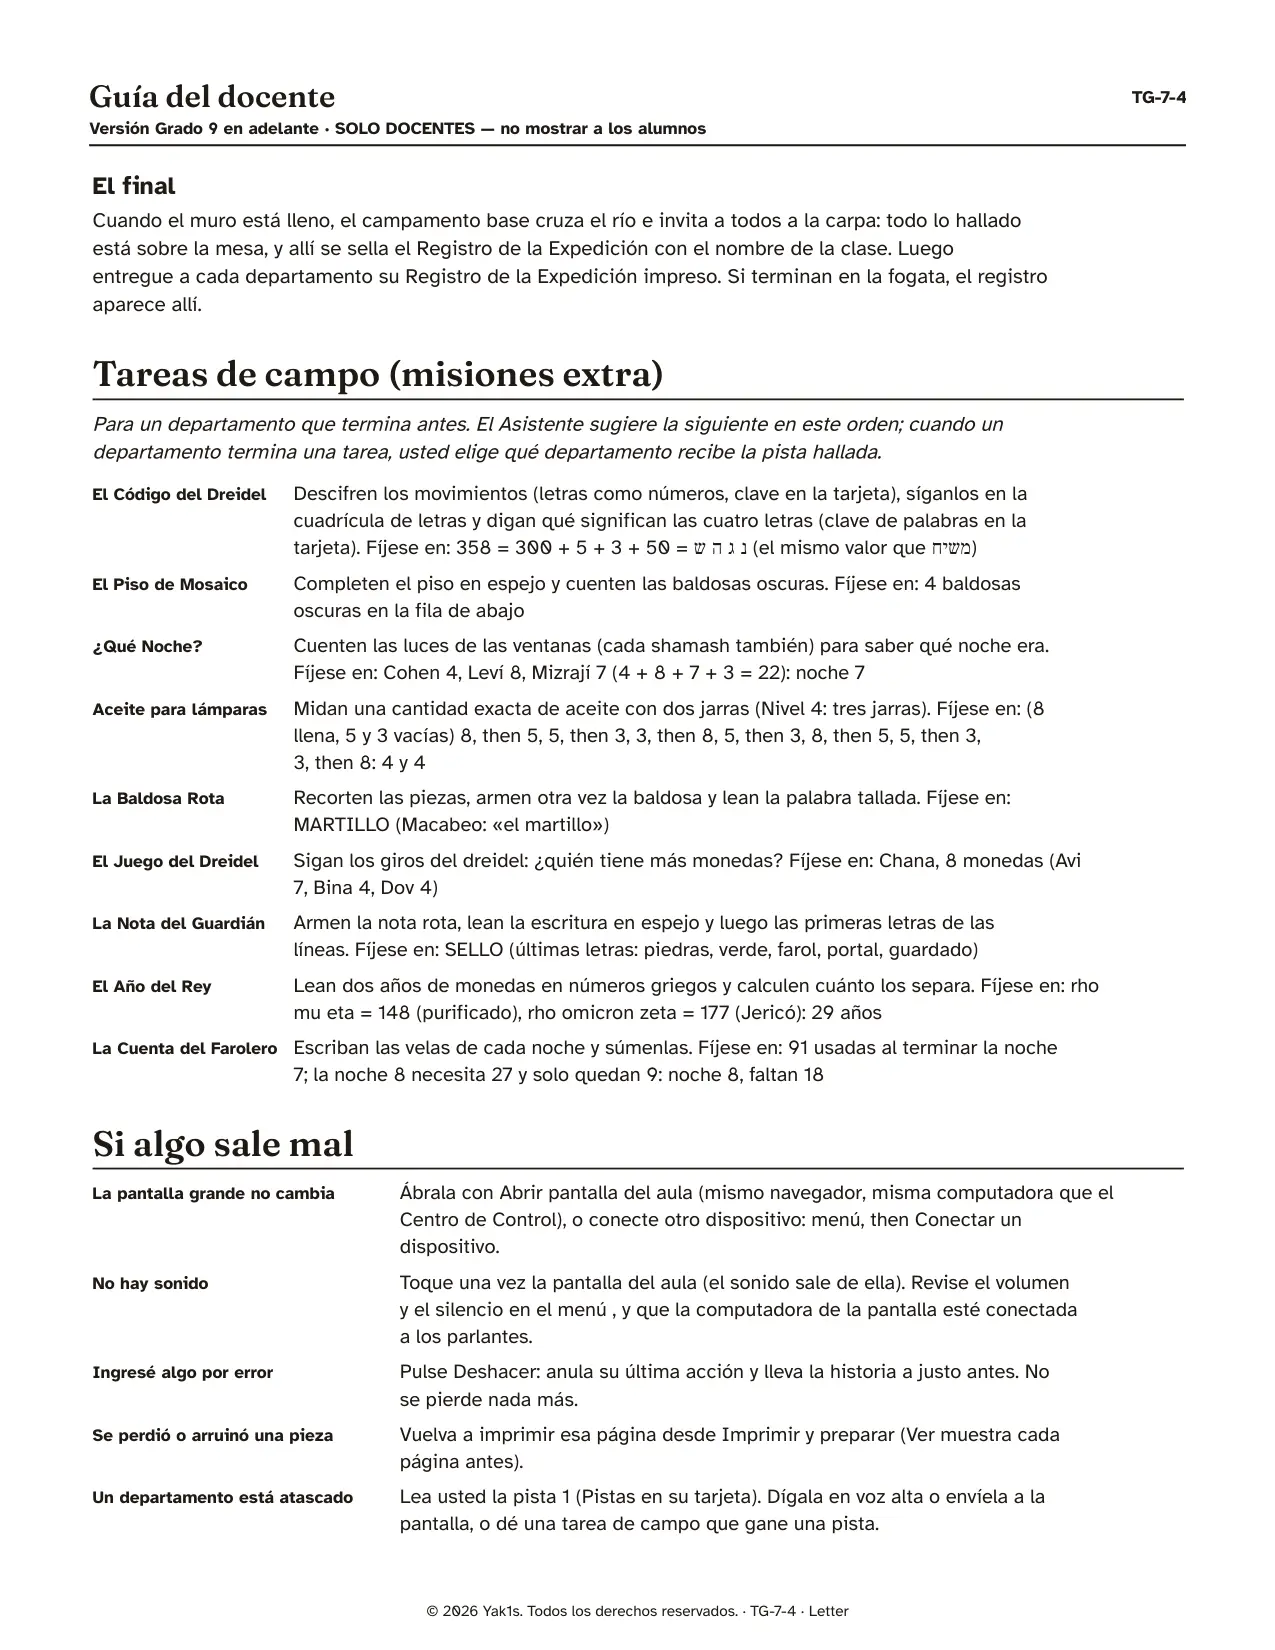 Guía del docente
TG-7-4
Versión Grado 9 en adelante · SOLO DOCENTES — no mostrar a los alumnos
El final
Cuando el muro está lleno, el campamento base cruza el río e invita a todos a la carpa: todo lo hallado
está sobre la mesa, y allí se sella el Registro de la Expedición con el nombre de la clase. Luego
entregue a cada departamento su Registro de la Expedición impreso. Si terminan en la fogata, el registro
aparece allí.
Tareas de campo (misiones extra)
Para un departamento que termina antes. El Asistente sugiere la siguiente en este orden; cuando un
departamento termina una tarea, usted elige qué departamento recibe la pista hallada.
El Código del Dreidel
Descifren los movimientos (letras como números, clave en la tarjeta), síganlos en la
cuadrícula de letras y digan qué significan las cuatro letras (clave de palabras en la
tarjeta). Fíjese en: 358 = 300 + 5 + 3 + 50 = נ ג ה ש (el mismo valor que משיח)
El Piso de Mosaico
Completen el piso en espejo y cuenten las baldosas oscuras. Fíjese en: 4 baldosas
oscuras en la fila de abajo
¿Qué Noche?
Cuenten las luces de las ventanas (cada shamash también) para saber qué noche era.
Fíjese en: Cohen 4, Leví 8, Mizrají 7 (4 + 8 + 7 + 3 = 22): noche 7
Aceite para lámparas
Midan una cantidad exacta de aceite con dos jarras (Nivel 4: tres jarras). Fíjese en: (8
llena, 5 y 3 vacías) 8, then 5, 5, then 3, 3, then 8, 5, then 3, 8, then 5, 5, then 3,
3, then 8: 4 y 4
La Baldosa Rota
Recorten las piezas, armen otra vez la baldosa y lean la palabra tallada. Fíjese en:
MARTILLO (Macabeo: «el martillo»)
El Juego del Dreidel
Sigan los giros del dreidel: ¿quién tiene más monedas? Fíjese en: Chana, 8 monedas (Avi
7, Bina 4, Dov 4)
La Nota del Guardián
Armen la nota rota, lean la escritura en espejo y luego las primeras letras de las
líneas. Fíjese en: SELLO (últimas letras: piedras, verde, farol, portal, guardado)
El Año del Rey
Lean dos años de monedas en números griegos y calculen cuánto los separa. Fíjese en: rho
mu eta = 148 (purificado), rho omicron zeta = 177 (Jericó): 29 años
La Cuenta del Farolero
Escriban las velas de cada noche y súmenlas. Fíjese en: 91 usadas al terminar la noche
7; la noche 8 necesita 27 y solo quedan 9: noche 8, faltan 18
Si algo sale mal
La pantalla grande no cambia
Ábrala con Abrir pantalla del aula (mismo navegador, misma computadora que el
Centro de Control), o conecte otro dispositivo: menú, then Conectar un
dispositivo.
No hay sonido
Toque una vez la pantalla del aula (el sonido sale de ella). Revise el volumen
y el silencio en el menú , y que la computadora de la pantalla esté conectada
a los parlantes.
Ingresé algo por error
Pulse Deshacer: anula su última acción y lleva la historia a justo antes. No
se pierde nada más.
Se perdió o arruinó una pieza
Vuelva a imprimir esa página desde Imprimir y preparar (Ver muestra cada
página antes).
Un departamento está atascado
Lea usted la pista 1 (Pistas en su tarjeta). Dígala en voz alta o envíela a la
pantalla, o dé una tarea de campo que gane una pista.
© 2026 Yak1s. Todos los derechos reservados. · TG-7-4 · Letter